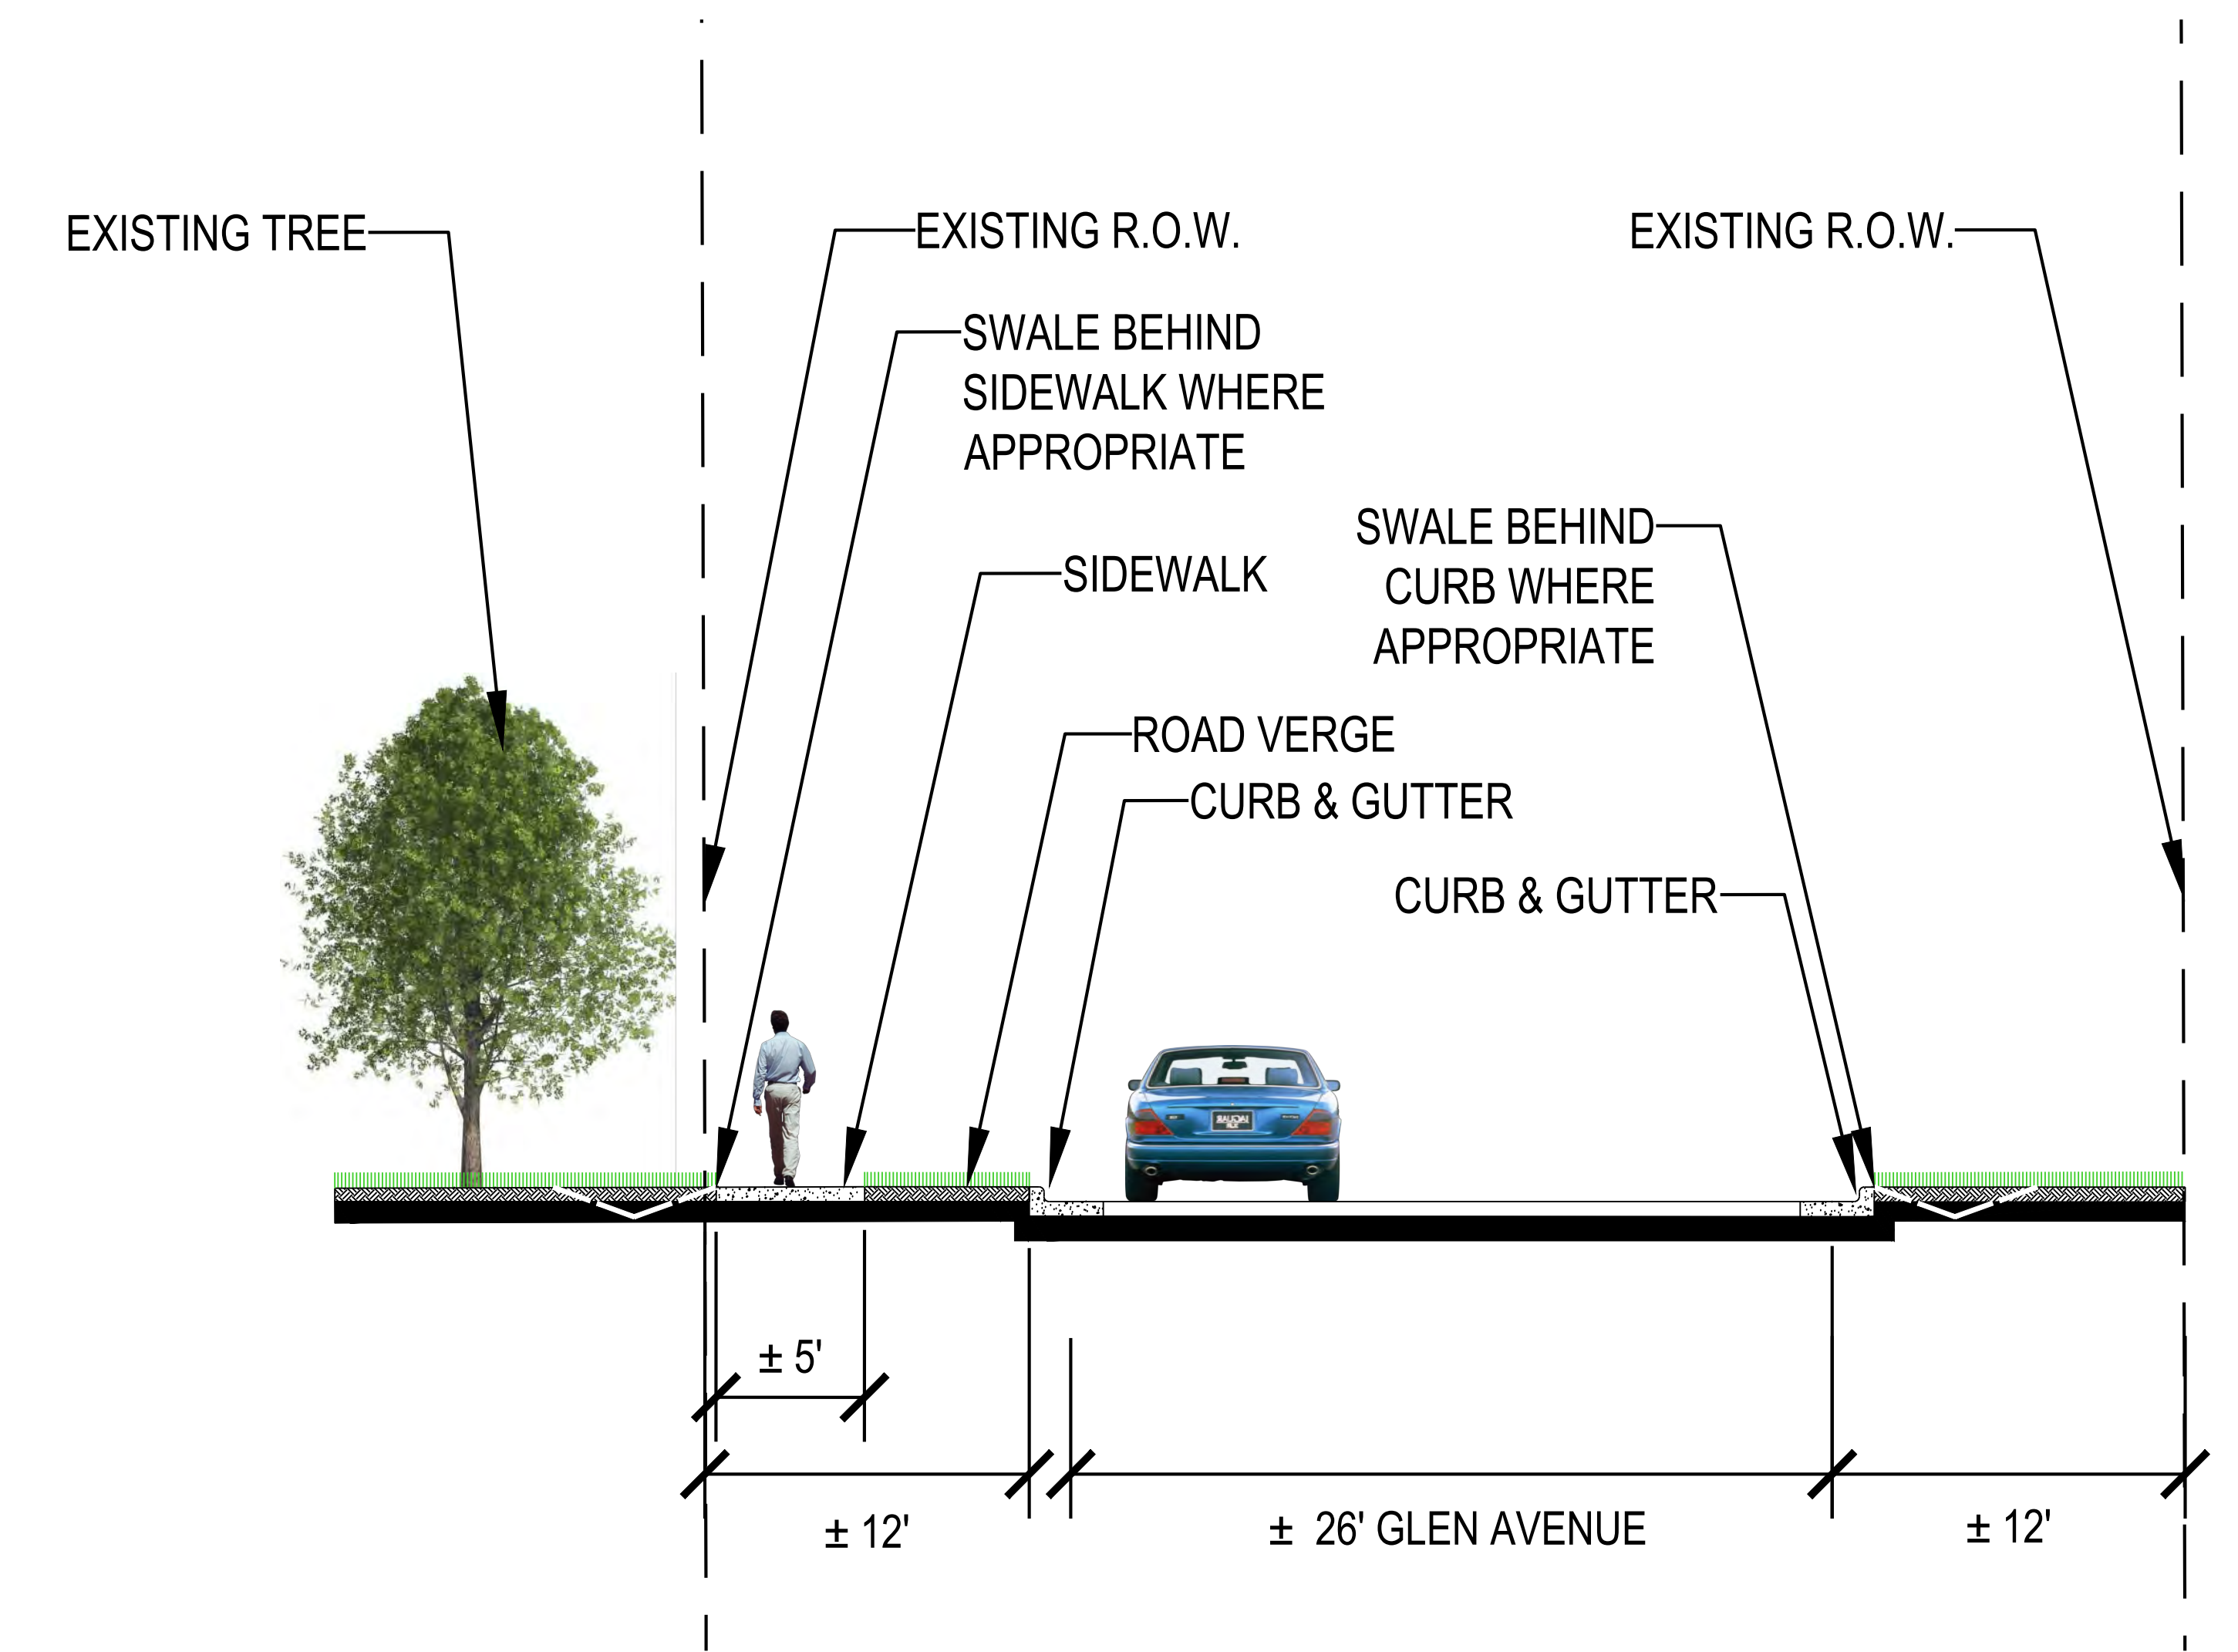 EXISTING TREE
EXISTING R.O.W.
EXISTING R.O.W.
SWALE BEHIND
SIDEWALK WHERE
APPROPRIATE
SWALE BEHIND
CURB WHERE
APPROPRIATE
SIDEWALK
ROAD VERGE
CURB & GUTTER
CURB & GUTTER
± 5'
± 12'
± 26' GLEN AVENUE
± 12'